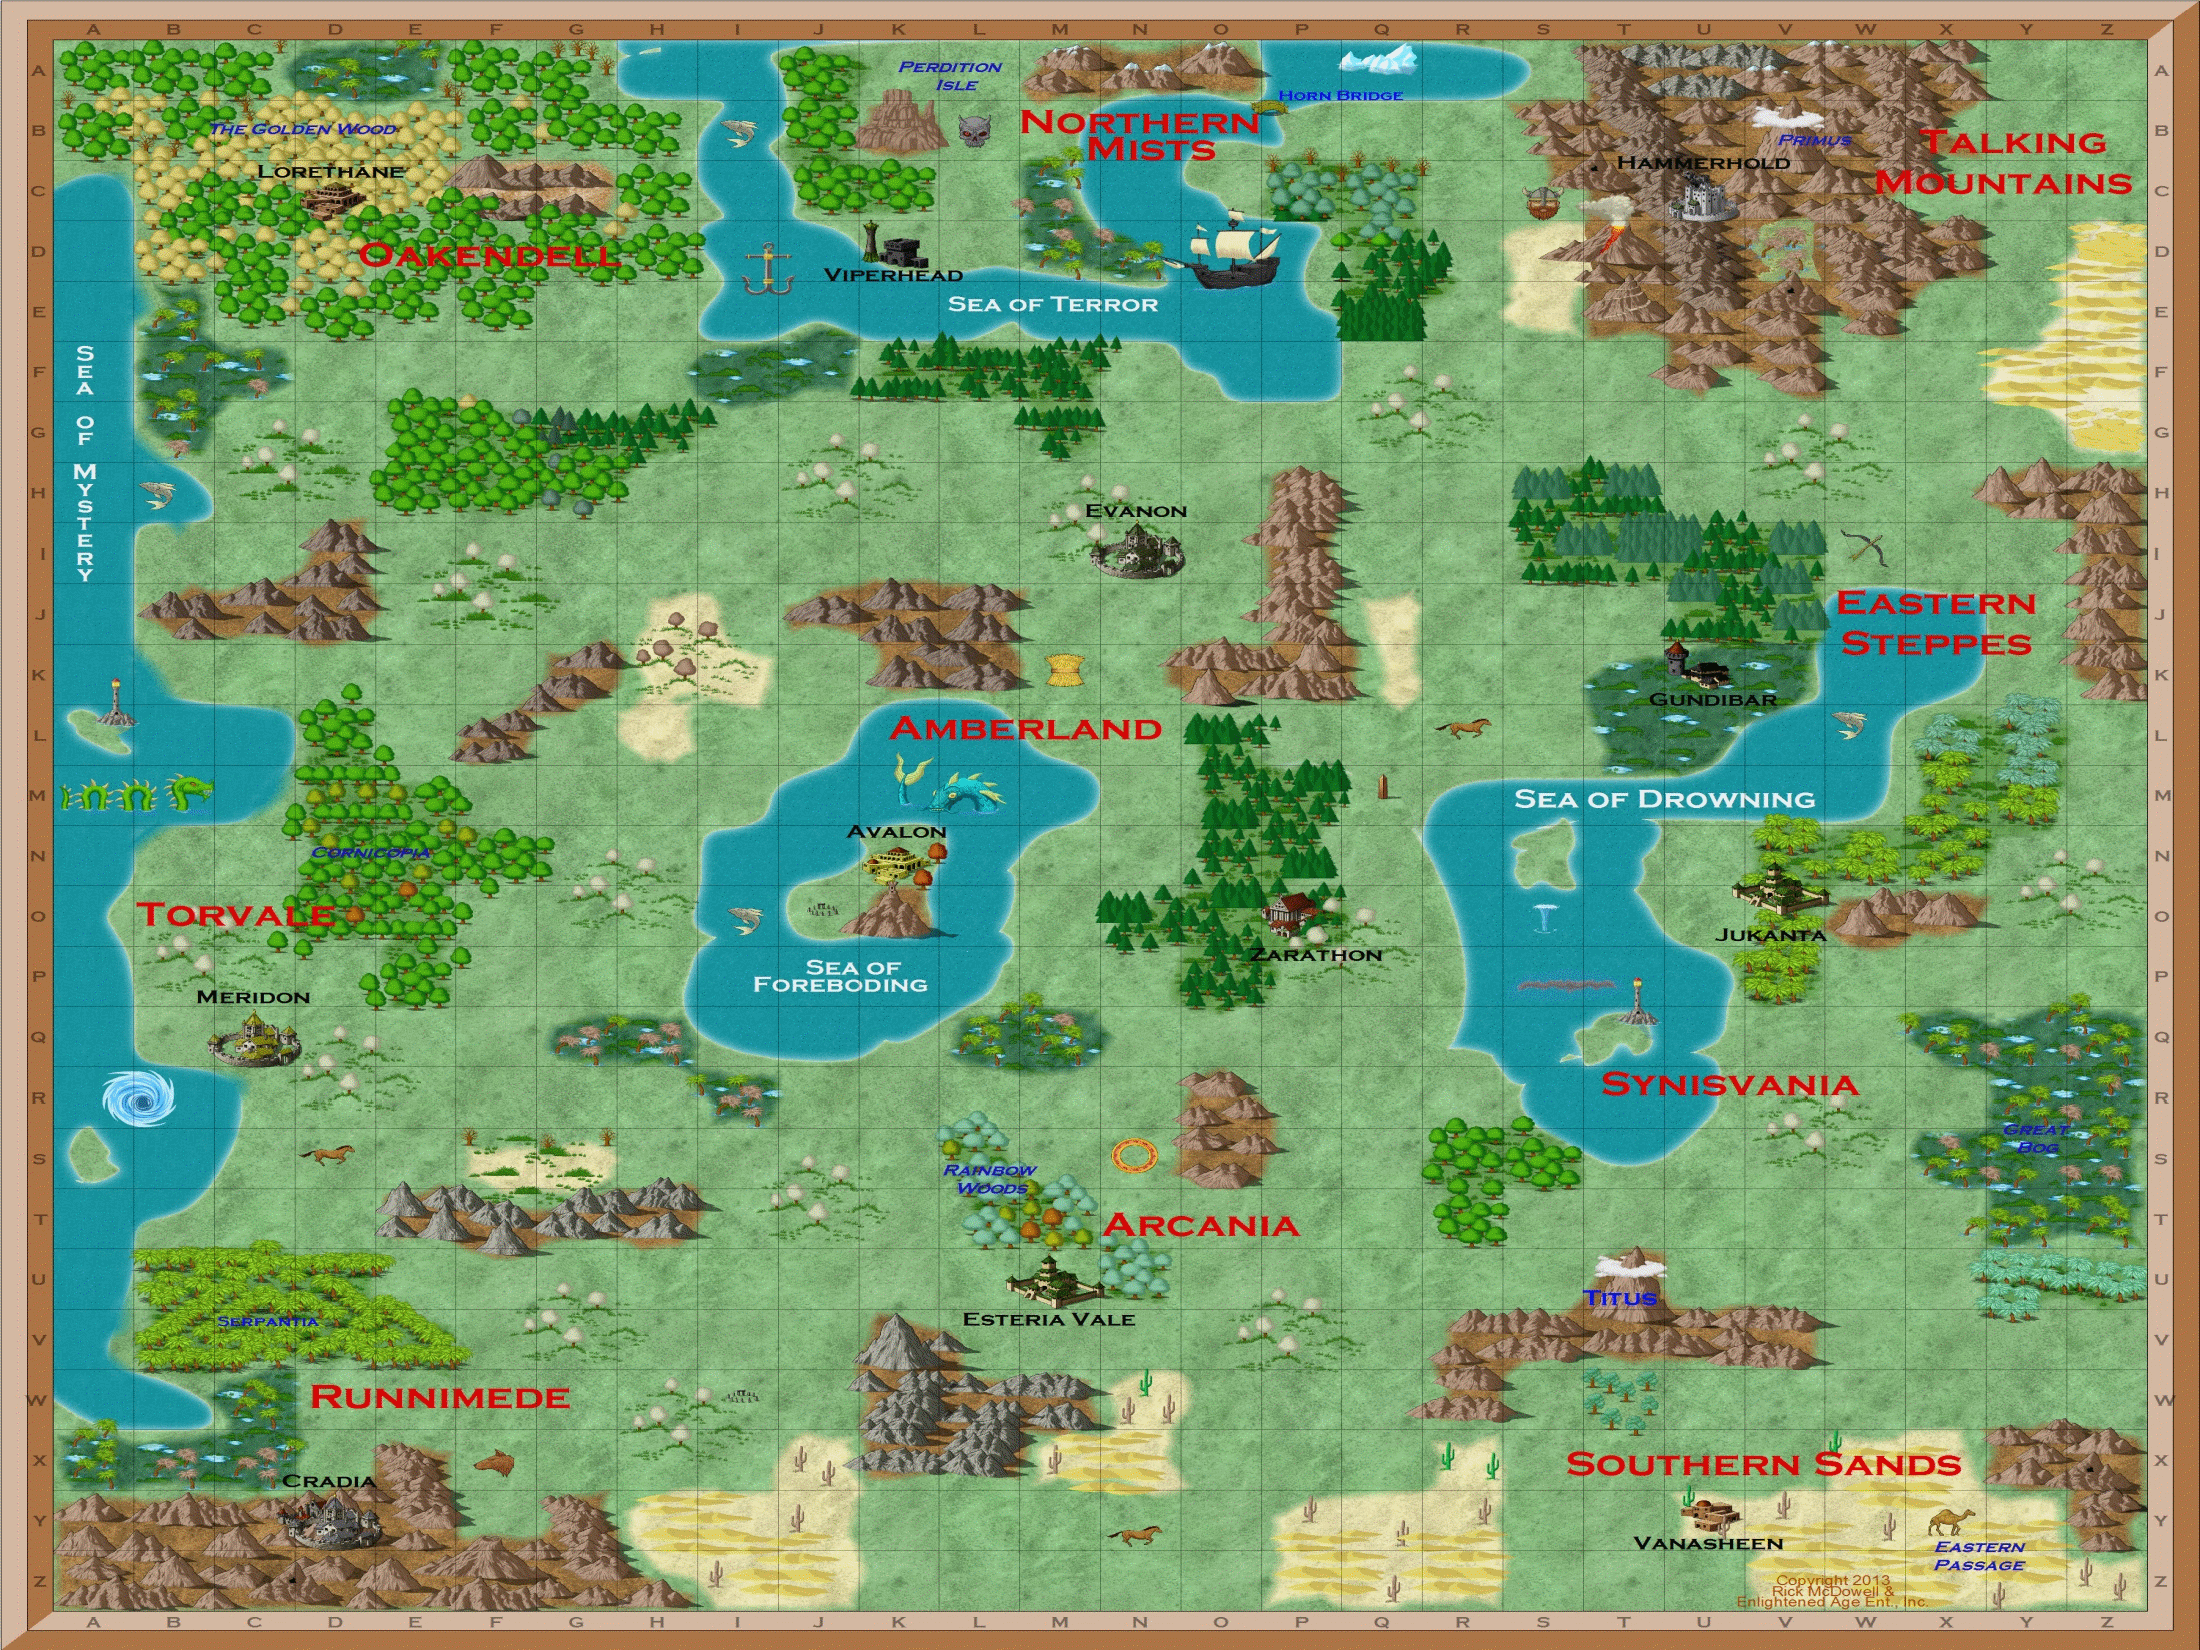 A B C D E F G H I J K L M N O P Q R S T U V W X Y Z
A
B
C
D
E
F
G
H
I
J
K
L
M
N
O
P
Q
R
S
T
U
V
W
X
Y
Z
Perdition
Isle
Horn Bridge
Northern
Mists
The Golden Wood
Primus
Talking
Mountains
Lorethane
Hammerhold
Oakendell
Viperhead
Sea of Terror
Sea of Mystery
Evanon
Eastern
Steppes
Gundibar
Amberland
Sea of Drowning
Avalon
Cornicopia
Torvale
Jukanta
Zarathon
Sea of
Foreboding
Meridon
Synisvania
Great
Bog
Rainbow
Woods
Arcania
Titus
Esteria Vale
Serpantia
Runnimede
Southern Sands
Cradia
Vanasheen
Eastern
Passage
Copyright 2013
Rick McDowell &
Enlightened Age Ent., Inc.
A
B
C
D
E
F
G
H
I
J
K
L
M
N
O
P
Q
R
S
T
U
V
W
X
Y
Z
A B C D E F G H I J K L M N O P Q R S T U V W X Y Z